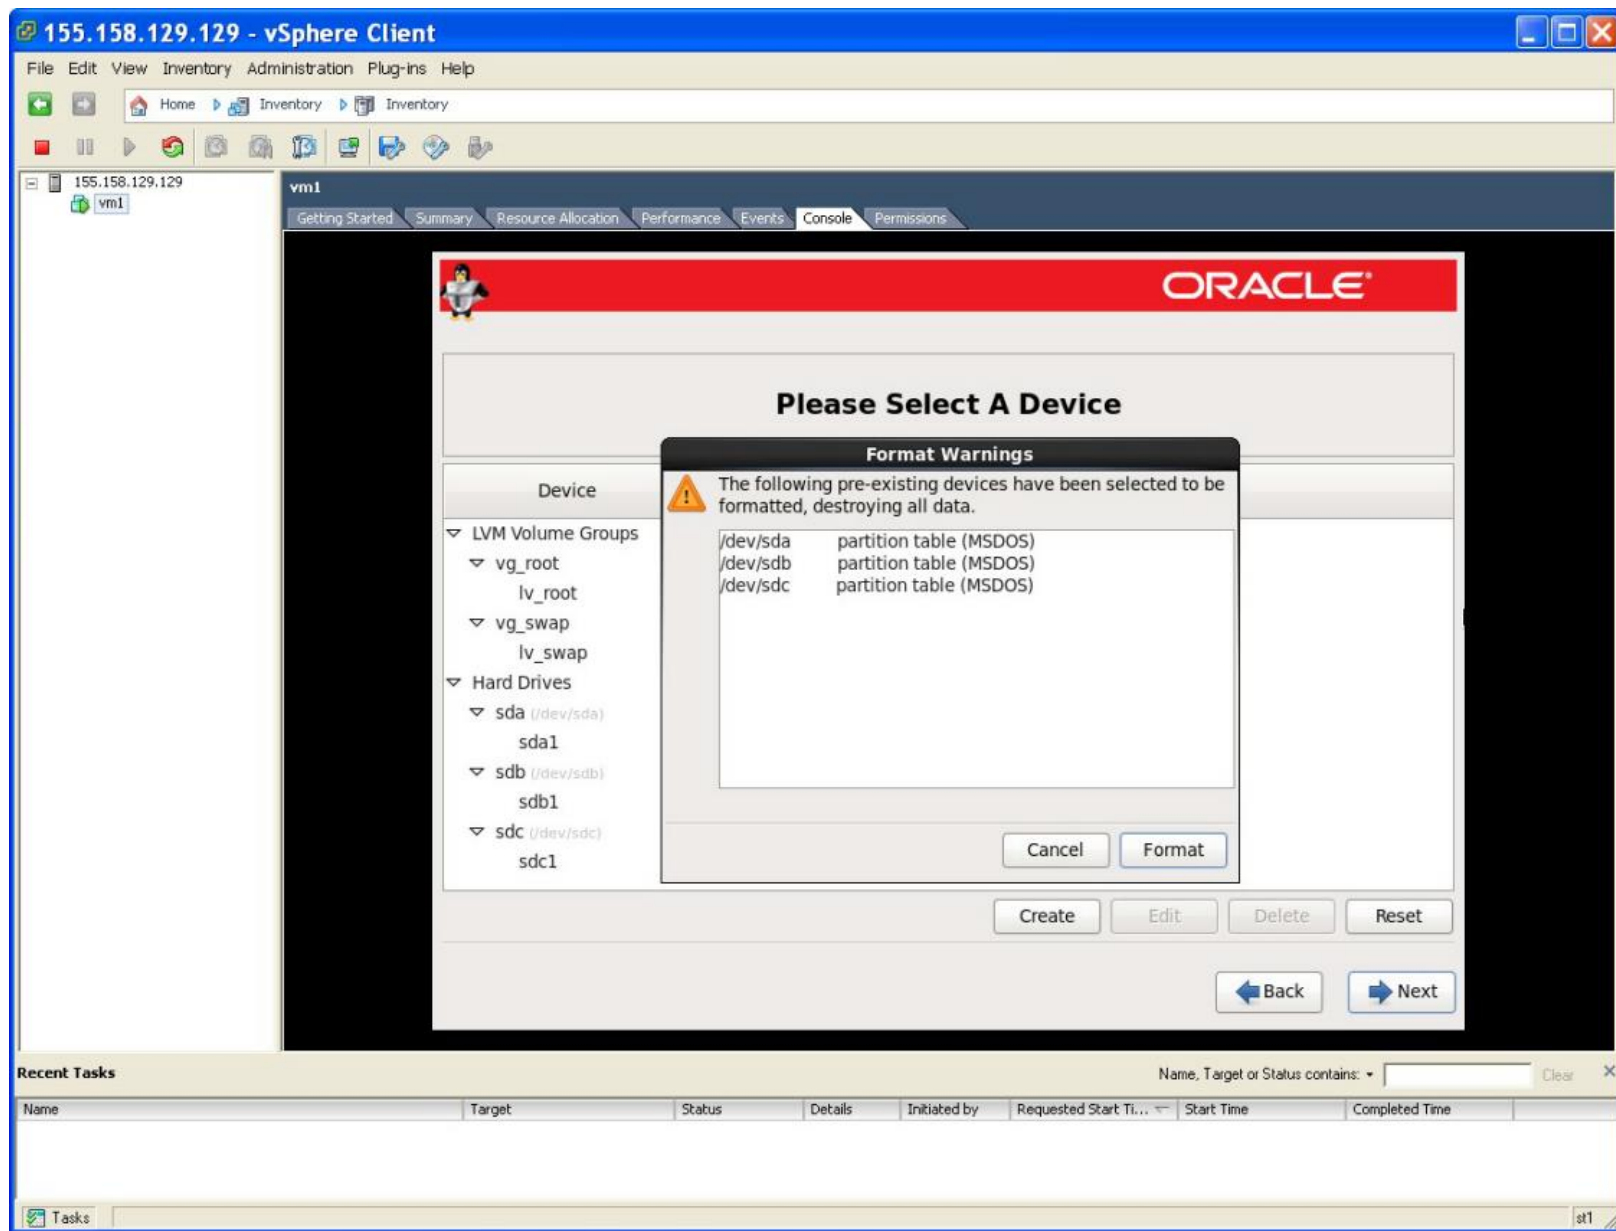 155.158.129.129 - vSphere Client
File Edit View Inventory Administration Plug-ins Help
Home Inventory Inventory
155.158.129.129
vm1
vm1
Getting Started Summary Resource Allocation Performance Events Console Permissions
ORACLE
Please Select A Device
Device
LVM Volume Groups
vg_root
lv_root
vg_swap
lv_swap
Hard Drives
sda (/dev/sda)
sda1
sdb (/dev/sdb)
sdb1
sdc (/dev/sdc)
sdc1
Format Warnings
The following pre-existing devices have been selected to be
formatted, destroying all data.
/dev/sda partition table (MSDOS)
/dev/sdb partition table (MSDOS)
/dev/sdc partition table (MSDOS)
Cancel Format
Create Edit Delete Reset
Back Next
Recent Tasks
Name, Target or Status contains: Clear
Name Target Status Details Initiated by Requested Start Ti... Start Time Completed Time
Tasks
st1